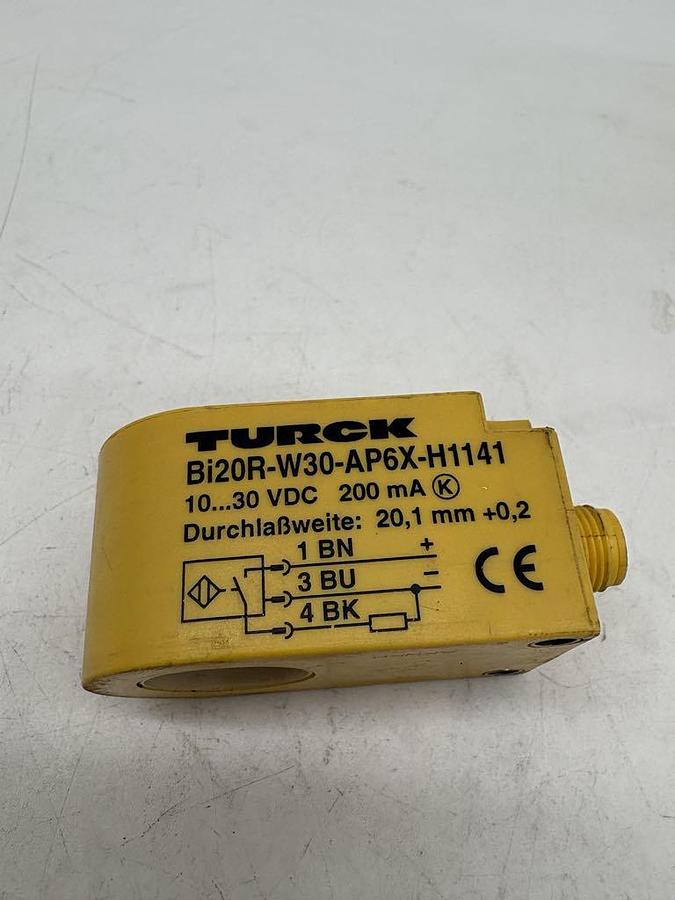 TURCK
Bi20R-W30-AP6X-H1141
10...30 VDC 200 mA Ⓚ
Durchlaßweite: 20,1 mm +0,2
1 BN +
3 BU −
4 BK
CE